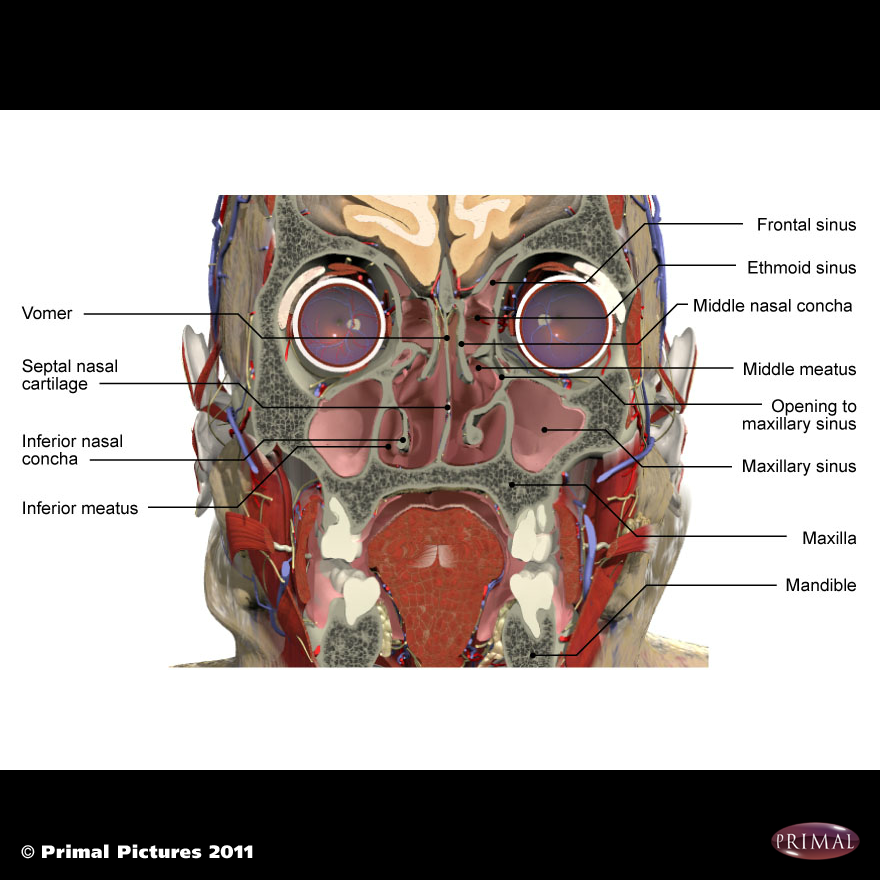 Frontal sinus
Ethmoid sinus
Middle nasal concha
Vomer
Septal nasal
cartilage
Middle meatus
Opening to
maxillary sinus
Inferior nasal
concha
Maxillary sinus
Inferior meatus
Maxilla
Mandible
© Primal Pictures 2011
PRIMAL